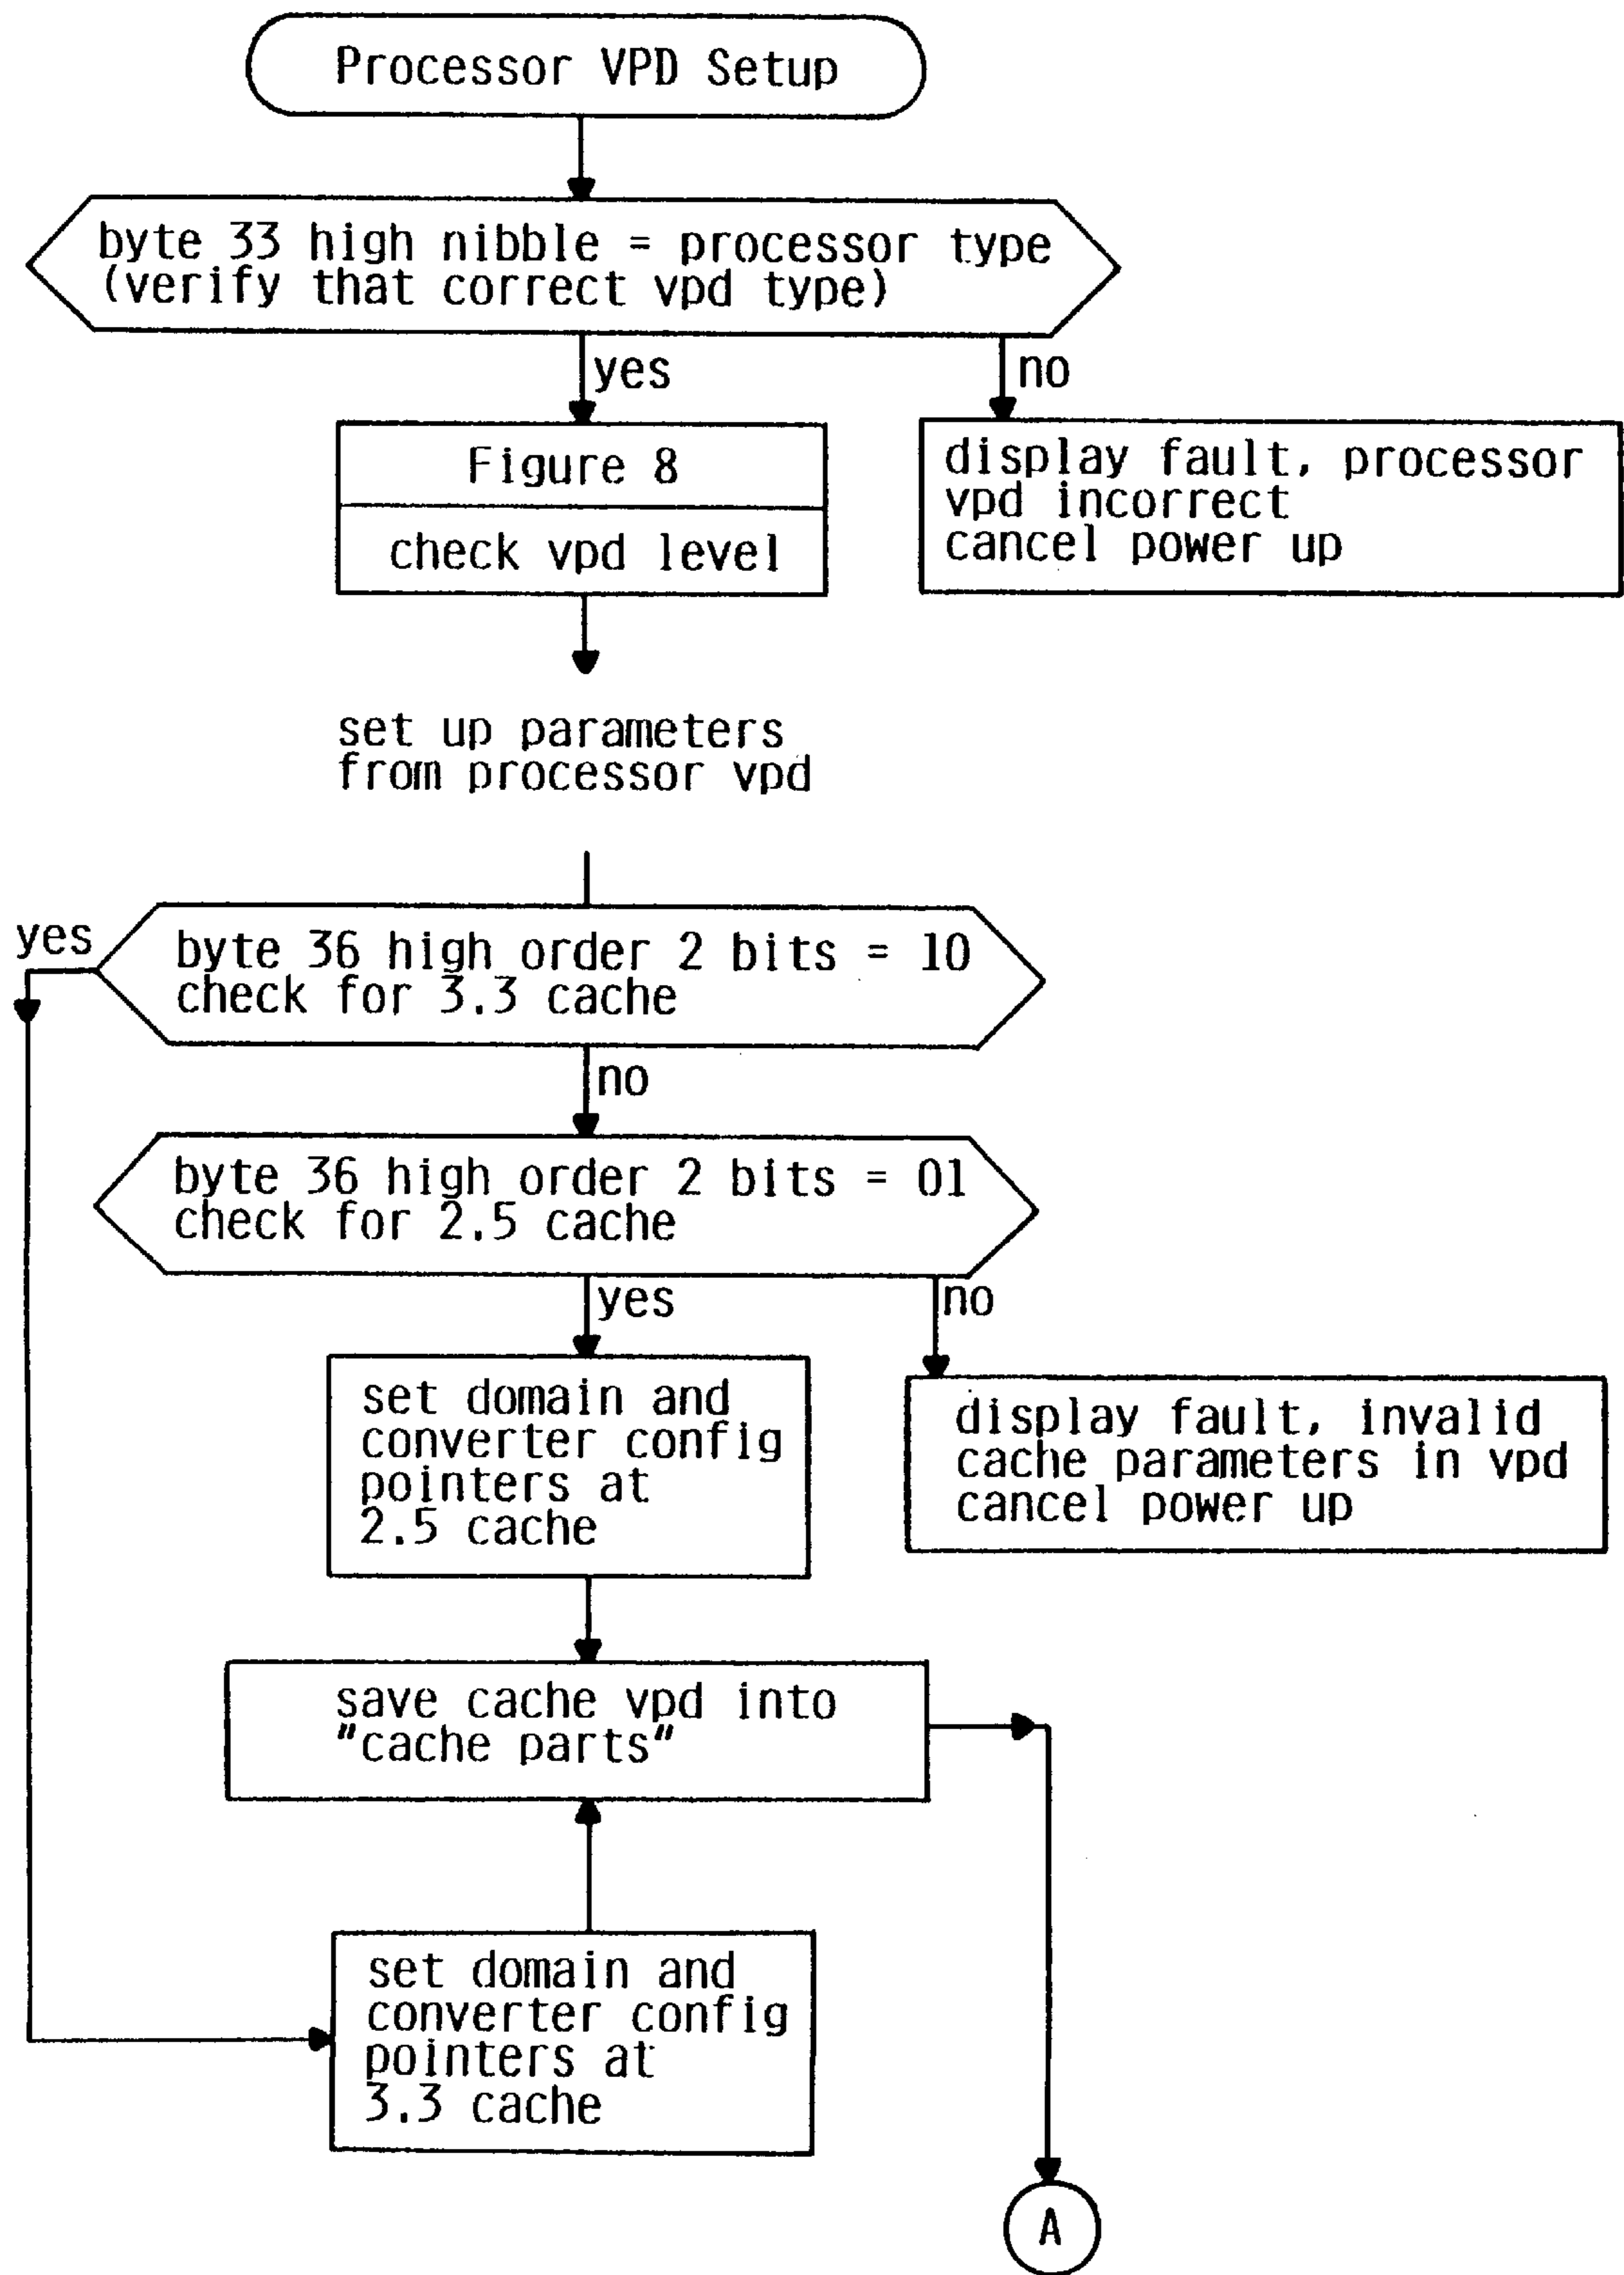 Processor VPD Setup
byte 33 high nibble = processor type
(verify that correct vpd type)
yes
no
Figure 8
check vpd level
display fault, processor
vpd incorrect
cancel power up
set up parameters
from processor vpd
yes
byte 36 high order 2 bits = 10
check for 3.3 cache
no
byte 36 high order 2 bits = 01
check for 2.5 cache
yes
no
set domain and
converter config
pointers at
2.5 cache
display fault, invalid
cache parameters in vpd
cancel power up
save cache vpd into
"cache parts"
set domain and
converter config
pointers at
3.3 cache
A